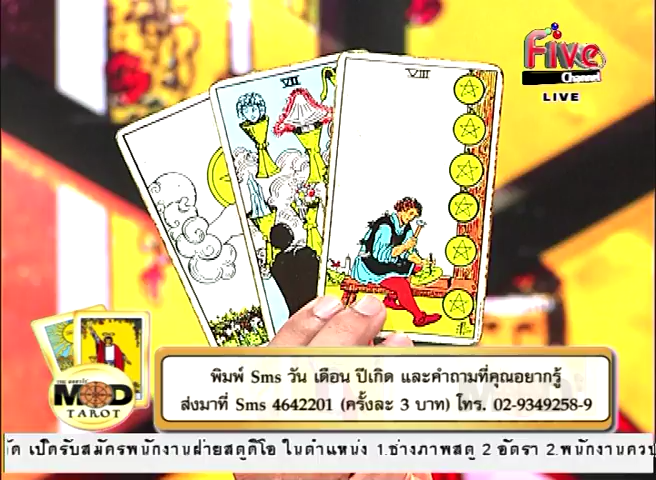 Five
Channel
LIVE
VII
VIII
MOD
TAROT
พิมพ์ Sms วัน เดือน ปีเกิด และคำถามที่คุณอยากรู้
ส่งมาที่ Sms 4642201 (ครั้งละ 3 บาท) โทร. 02-9349258-9
เปิดรับสมัครพนักงานฝ่ายสตูดิโอ ในตำแหน่ง 1.ช่างภาพสตู 2 อัตรา 2.พนักงานควบ